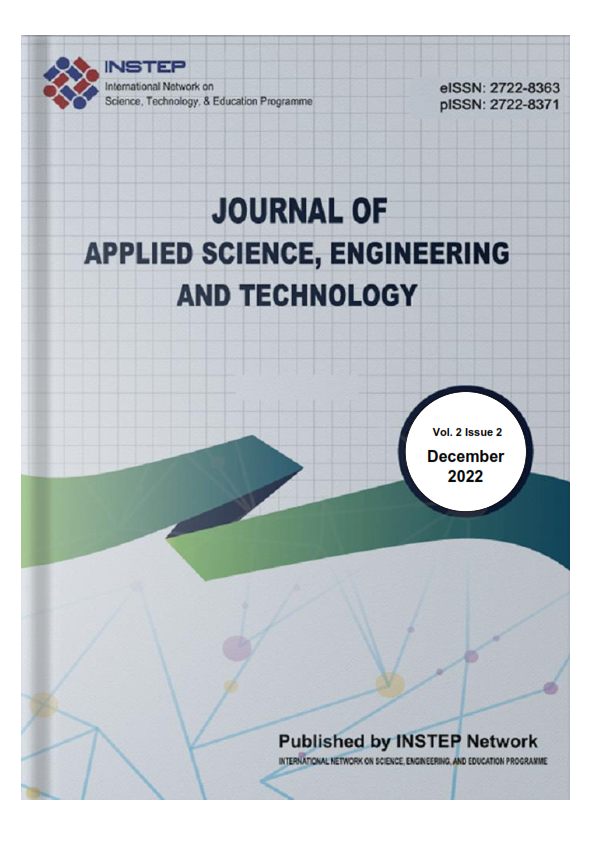 INSTEP
International Network on
Science, Technology, & Education Programme
eISSN: 2722-8363
pISSN: 2722-8371
JOURNAL OF
APPLIED SCIENCE, ENGINEERING
AND TECHNOLOGY
Vol. 2 Issue 2
December
2022
Published by INSTEP Network
INTERNATIONAL NETWORK ON SCIENCE, ENGINEERING, AND EDUCATION PROGRAMME